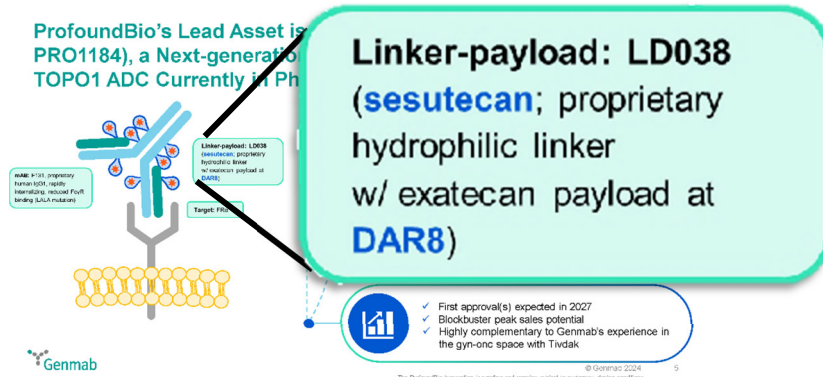 ProfoundBio's Lead Asset is
PRO1184), a Next-generatio
TOPO1 ADC Currently in Ph
Linker-payload: LD038
(sesutecan; proprietary
hydrophilic linker
w/ exatecan payload at
DAR8)
mAB: F131, proprietary
human IgG1, rapidly
internalizing, reduced FcγR
binding (LALA mutation)
Linker-payload: LD038
(sesutecan; proprietary
hydrophilic linker
w/ exatecan payload at
DAR8)
Target: FRα
First approval(s) expected in 2027
Blockbuster peak sales potential
Highly complementary to Genmab's experience in
the gyn-onc space with Tivdak
Genmab
© Genmab 2024
5